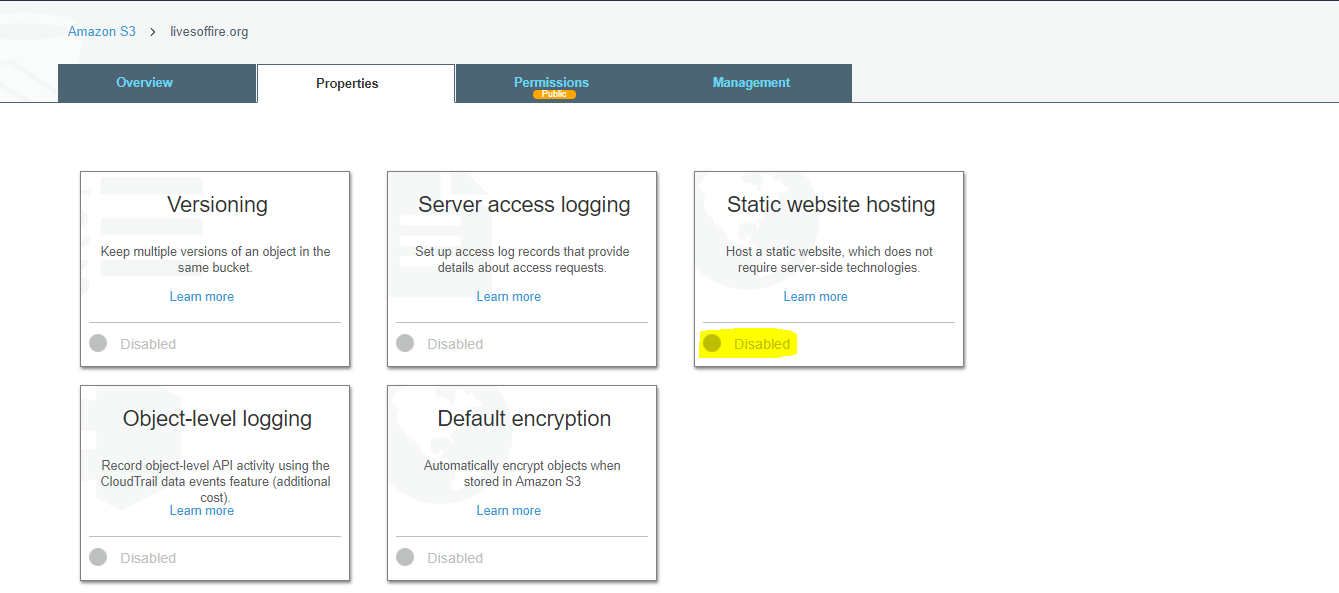 Amazon S3 > livesoffire.org
Overview
Properties
Permissions
Public
Management
Versioning
Keep multiple versions of an object in the
same bucket.
Learn more
Disabled
Server access logging
Set up access log records that provide
details about access requests.
Learn more
Disabled
Static website hosting
Host a static website, which does not
require server-side technologies.
Learn more
Disabled
Object-level logging
Record object-level API activity using the
CloudTrail data events feature (additional
cost).
Learn more
Disabled
Default encryption
Automatically encrypt objects when
stored in Amazon S3
Learn more
Disabled